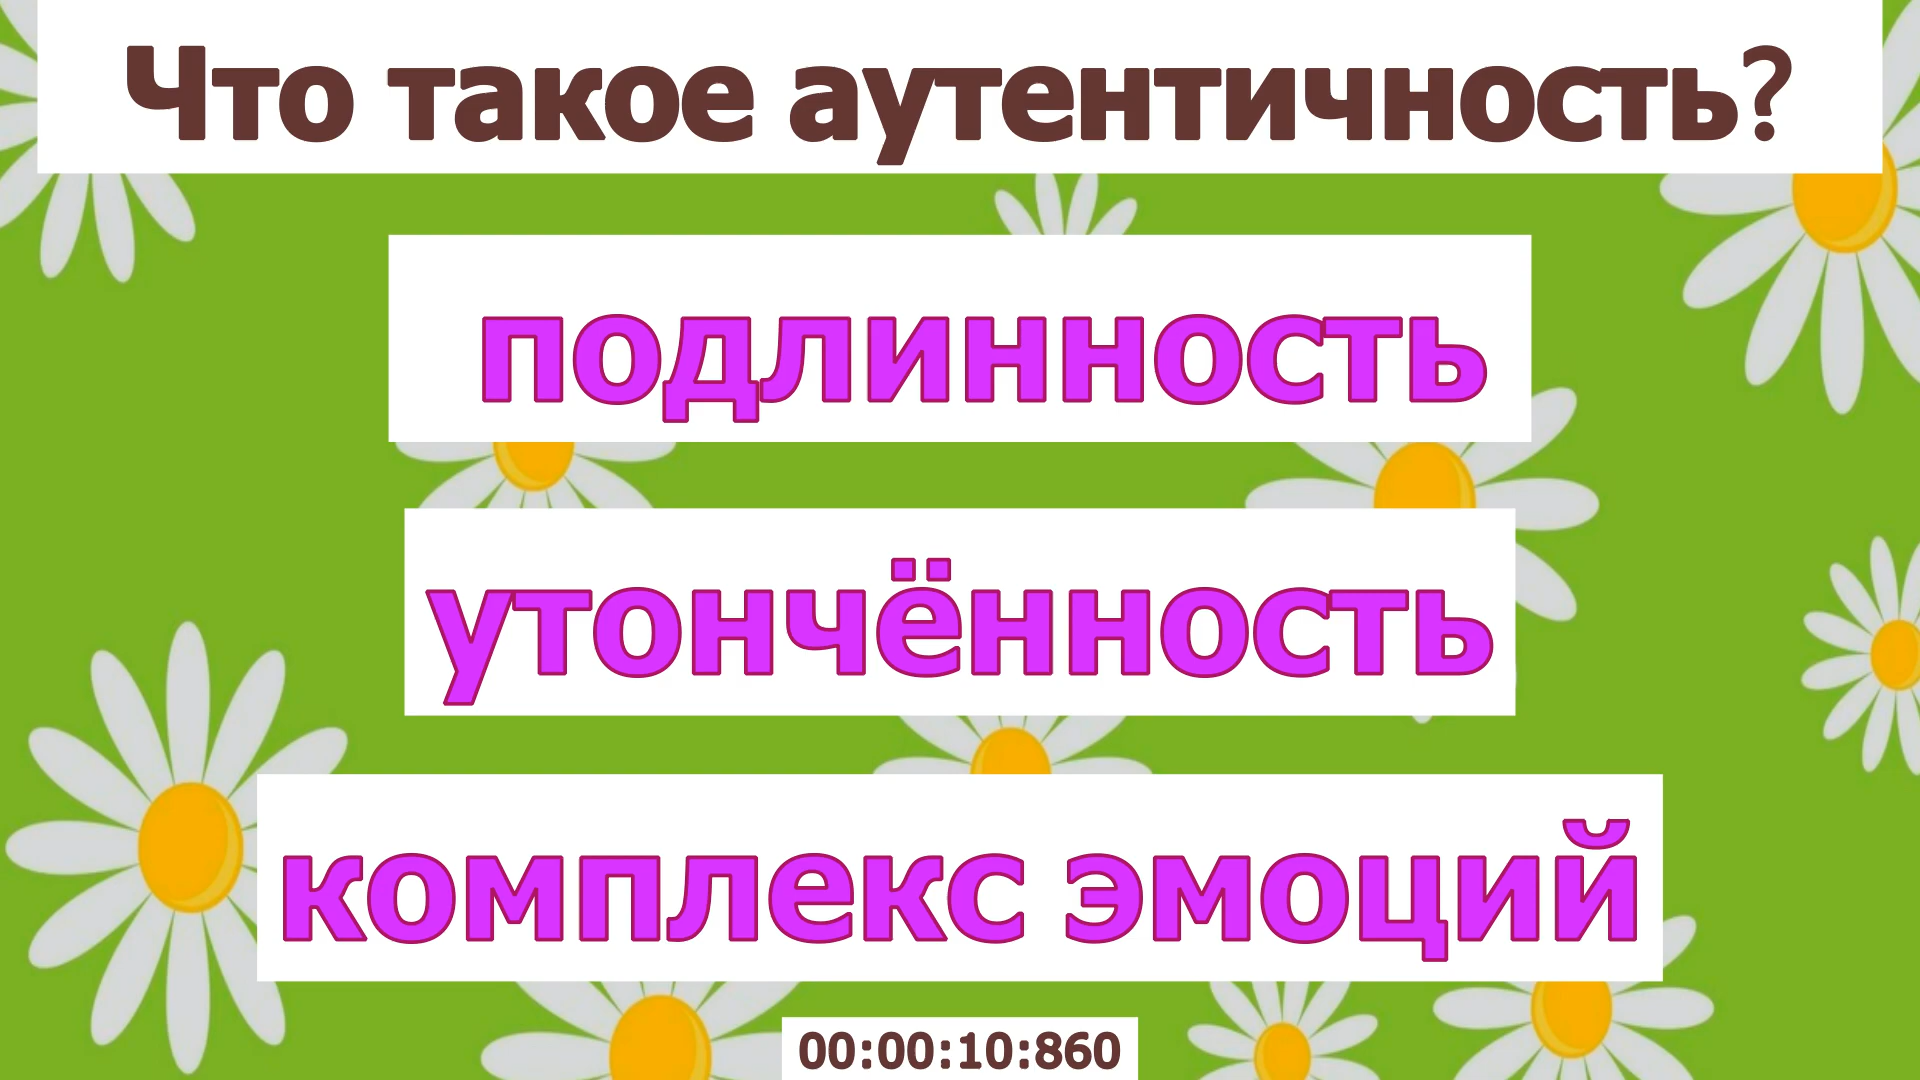 Что такое аутентичность?
подлинность
утончённость
комплекс эмоций
00:00:10:860